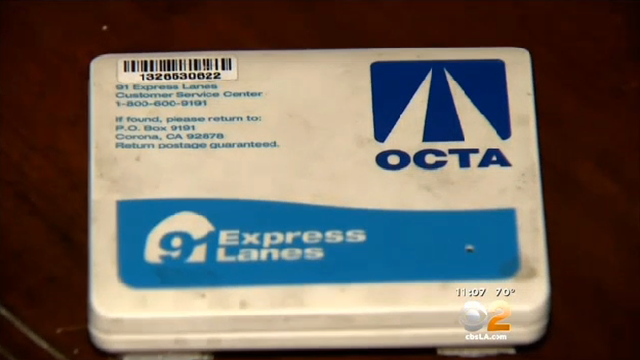 1326530622
91 Express Lanes
Customer Service Center
1-800-600-9191
If found, please return to:
P.O. Box 9191
Corona, CA 92878
Return postage guaranteed.
OCTA
91 Express
Lanes
11:07 70°
2
cbsLA.com